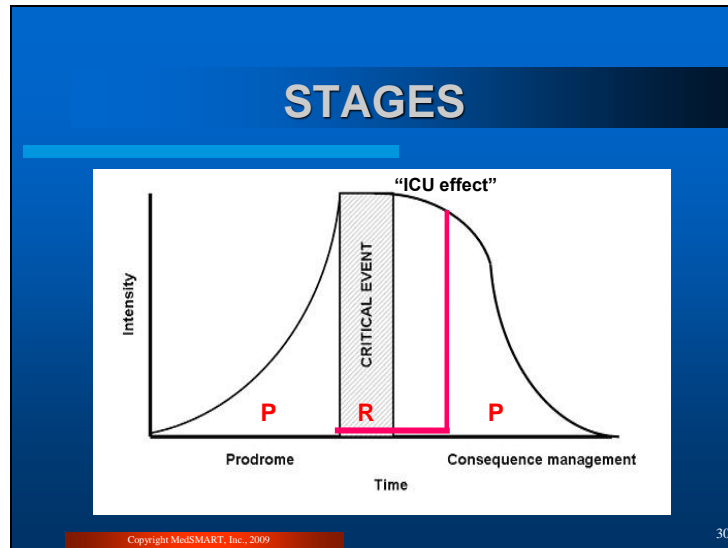 STAGES
“ICU effect”
Intensity
CRITICAL EVENT
P R P
Prodrome Consequence management
Time
Copyright MedSMART, Inc., 2009
30